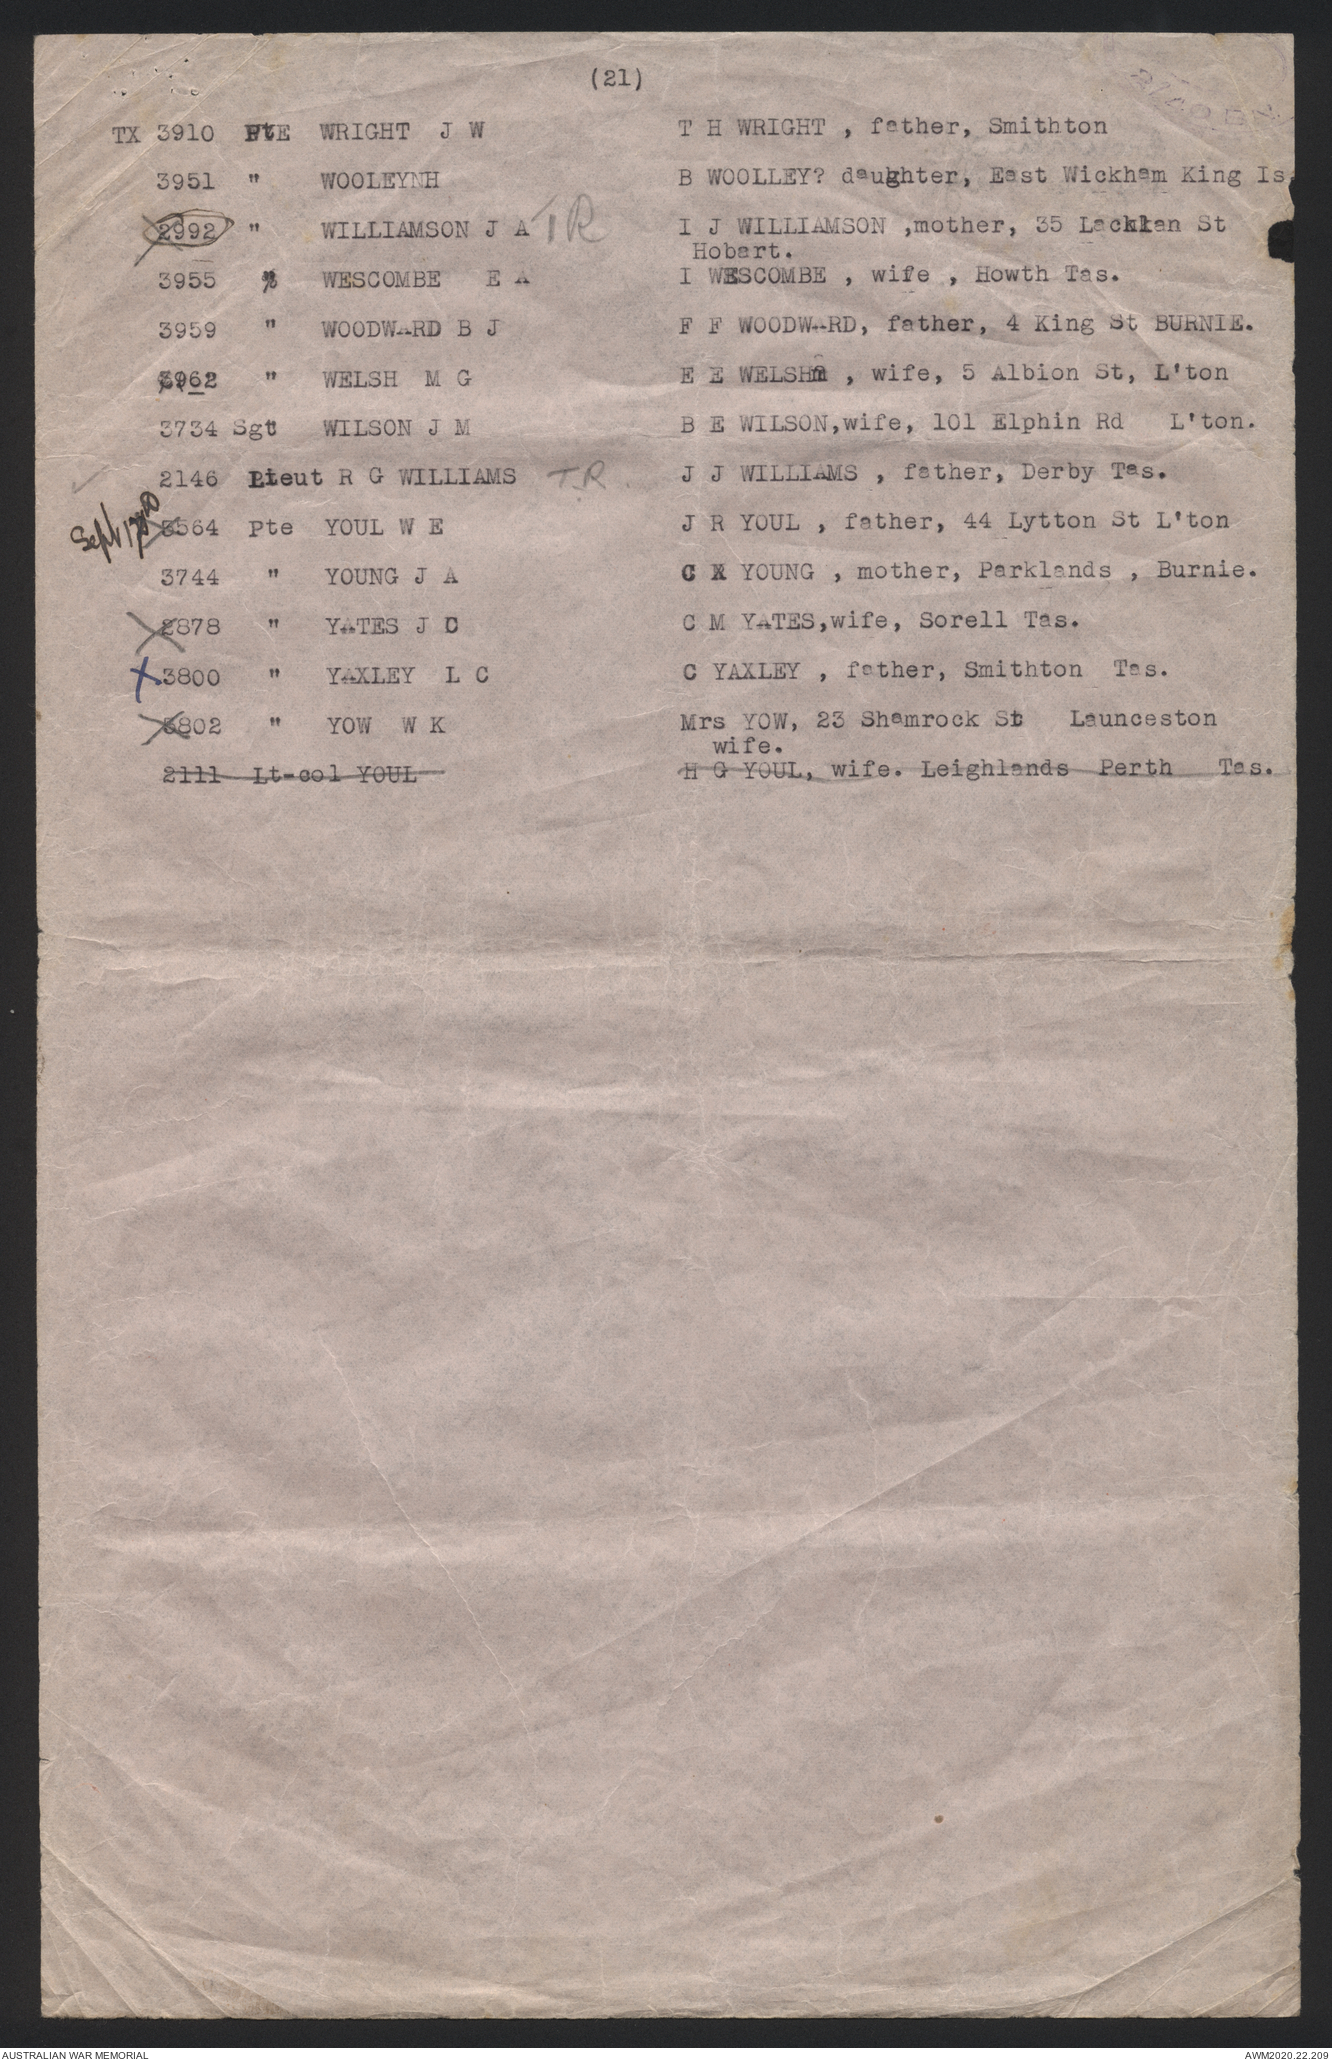 (21)
TX 3910 Pte WRIGHT J W T H WRIGHT , father, Smithton
3951 " WOOLEYNH B WOOLLEY? daughter, East Wickham King Is.
2992 " WILLIAMSON J A TR I J WILLIAMSON ,mother, 35 Lachlan St
Hobart.
3955 " WESCOMBE E A I WESCOMBE , wife , Howth Tas.
3959 " WOODWARD B J F F WOODWARD, father, 4 King St BURNIE.
3962 " WELSH M G E E WELSH , wife, 5 Albion St, L'ton
3734 Sgt WILSON J M B E WILSON,wife, 101 Elphin Rd L'ton.
2146 Lieut R G WILLIAMS T.R. J J WILLIAMS , father, Derby Tas.
Sept
3564 Pte YOUL W E J R YOUL , father, 44 Lytton St L'ton
3744 " YOUNG J A C X YOUNG , mother, Parklands , Burnie.
2878 " YATES J C C M YATES,wife, Sorell Tas.
X 3800 " YAXLEY L C C YAXLEY , father, Smithton Tas.
3802 " YOW W K Mrs YOW, 23 Shamrock St Launceston
wife.
2111 Lt-col YOUL H G YOUL, wife. Leighlands Perth Tas.
AUSTRALIAN WAR MEMORIAL AWM2020.22.209